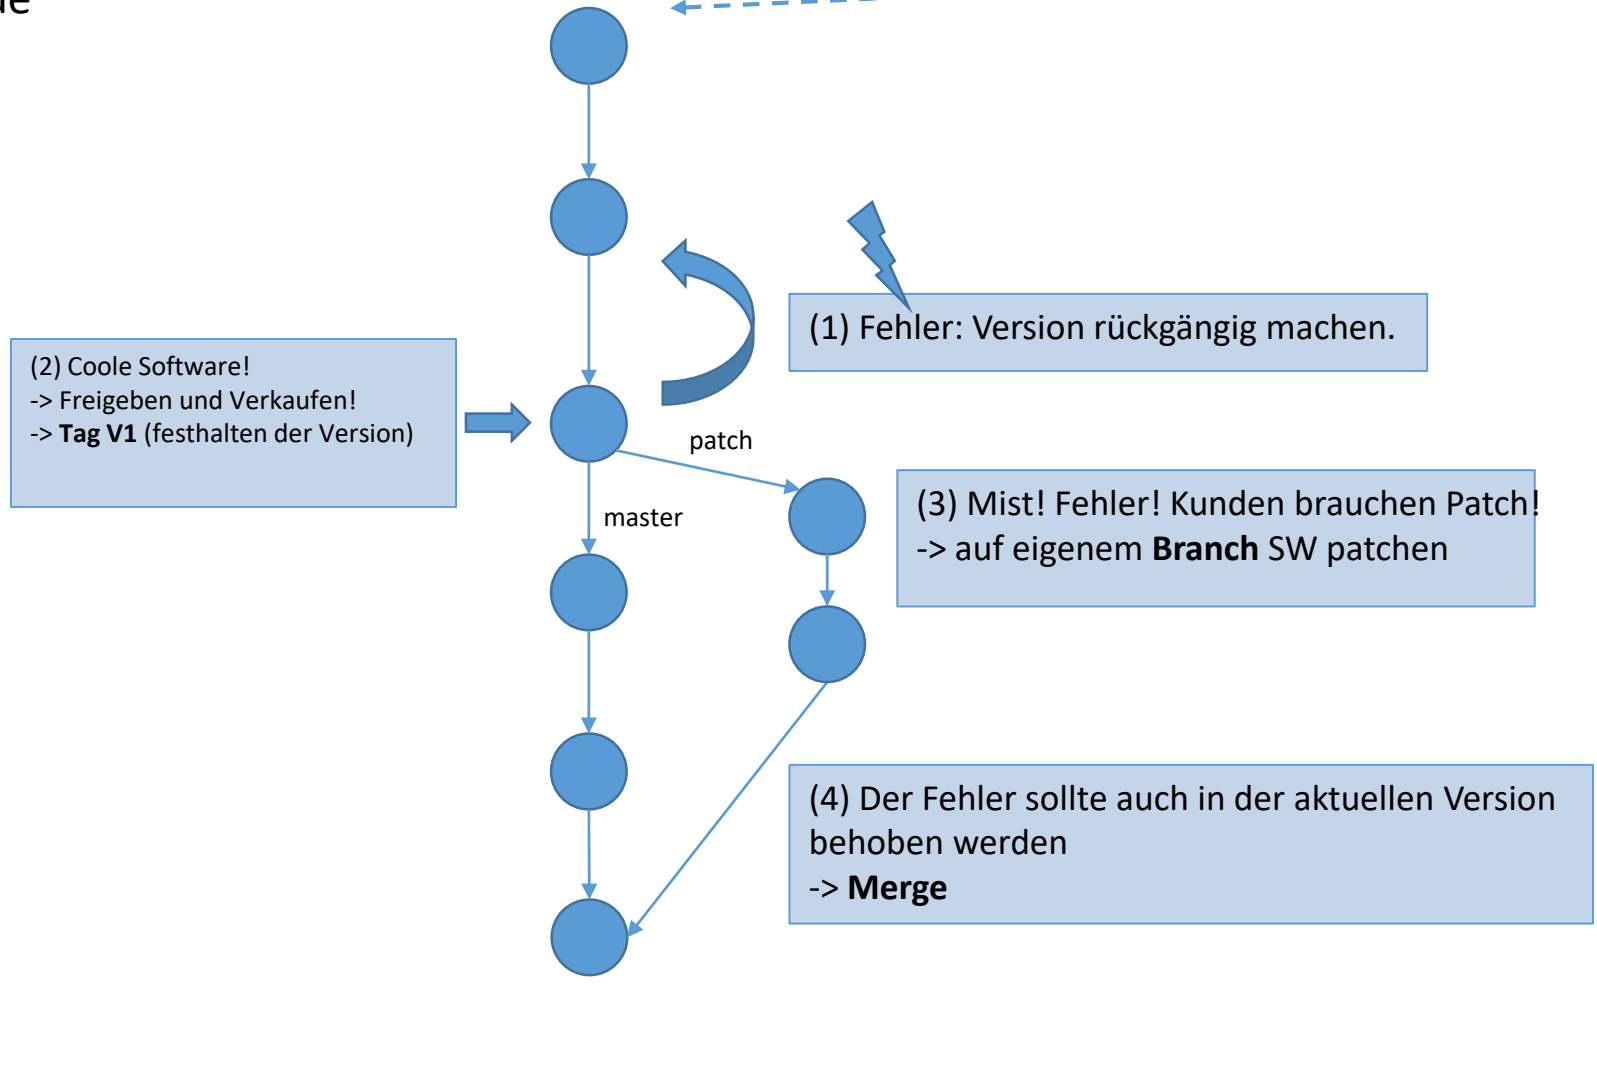 (1) Fehler: Version rückgängig machen.
(2) Coole Software!
-> Freigeben und Verkaufen!
-> Tag V1 (festhalten der Version)
patch
master
(3) Mist! Fehler! Kunden brauchen Patch!
-> auf eigenem Branch SW patchen
(4) Der Fehler sollte auch in der aktuellen Version
behoben werden
-> Merge